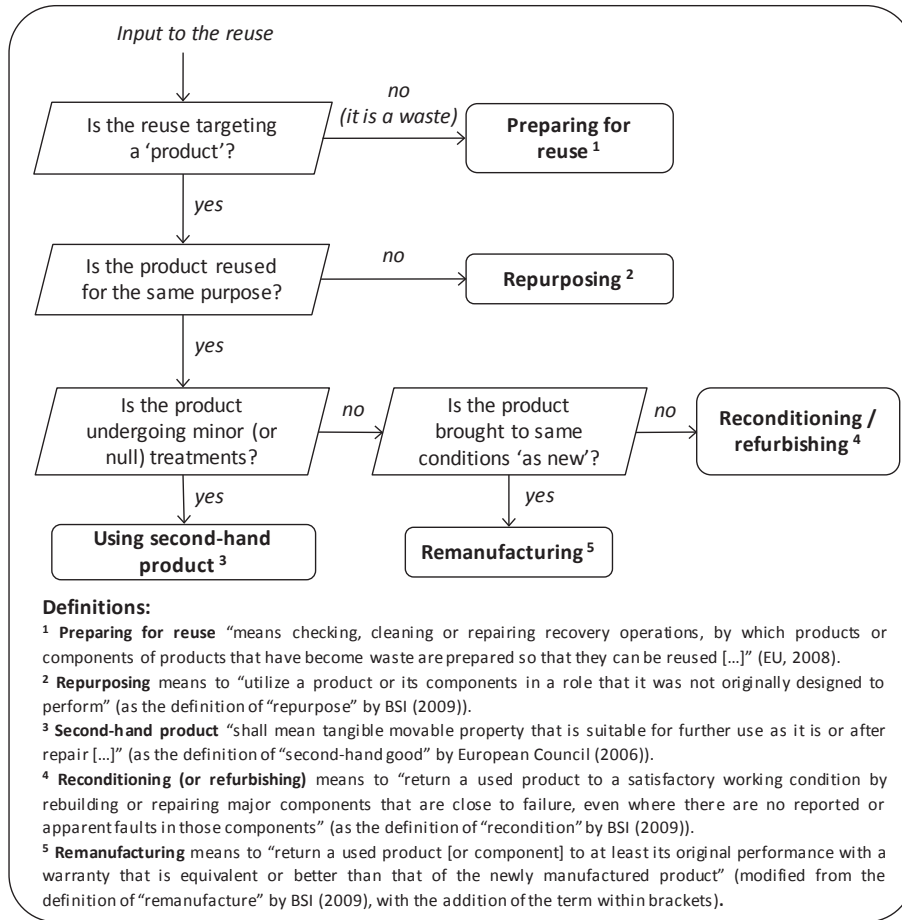 Input to the reuse
Is the reuse targeting
a ‘product’?
no
(it is a waste)
Preparing for
reuse ¹
yes
Is the product reused
for the same purpose?
no
Repurposing ²
yes
Is the product
undergoing minor (or
null) treatments?
no
Is the product
brought to same
conditions ‘as new’?
no
Reconditioning /
refurbishing ⁴
yes
yes
Using second-hand
product ³
Remanufacturing ⁵
Definitions:
¹ Preparing for reuse “means checking, cleaning or repairing recovery operations, by which products or
components of products that have become waste are prepared so that they can be reused […]” (EU, 2008).
² Repurposing means to “utilize a product or its components in a role that it was not originally designed to
perform” (as the definition of “repurpose” by BSI (2009)).
³ Second-hand product “shall mean tangible movable property that is suitable for further use as it is or after
repair […]” (as the definition of “second-hand good” by European Council (2006)).
⁴ Reconditioning (or refurbishing) means to “return a used product to a satisfactory working condition by
rebuilding or repairing major components that are close to failure, even where there are no reported or
apparent faults in those components” (as the definition of “recondition” by BSI (2009)).
⁵ Remanufacturing means to “return a used product [or component] to at least its original performance with a
warranty that is equivalent or better than that of the newly manufactured product” (modified from the
definition of “remanufacture” by BSI (2009), with the addition of the term within brackets).